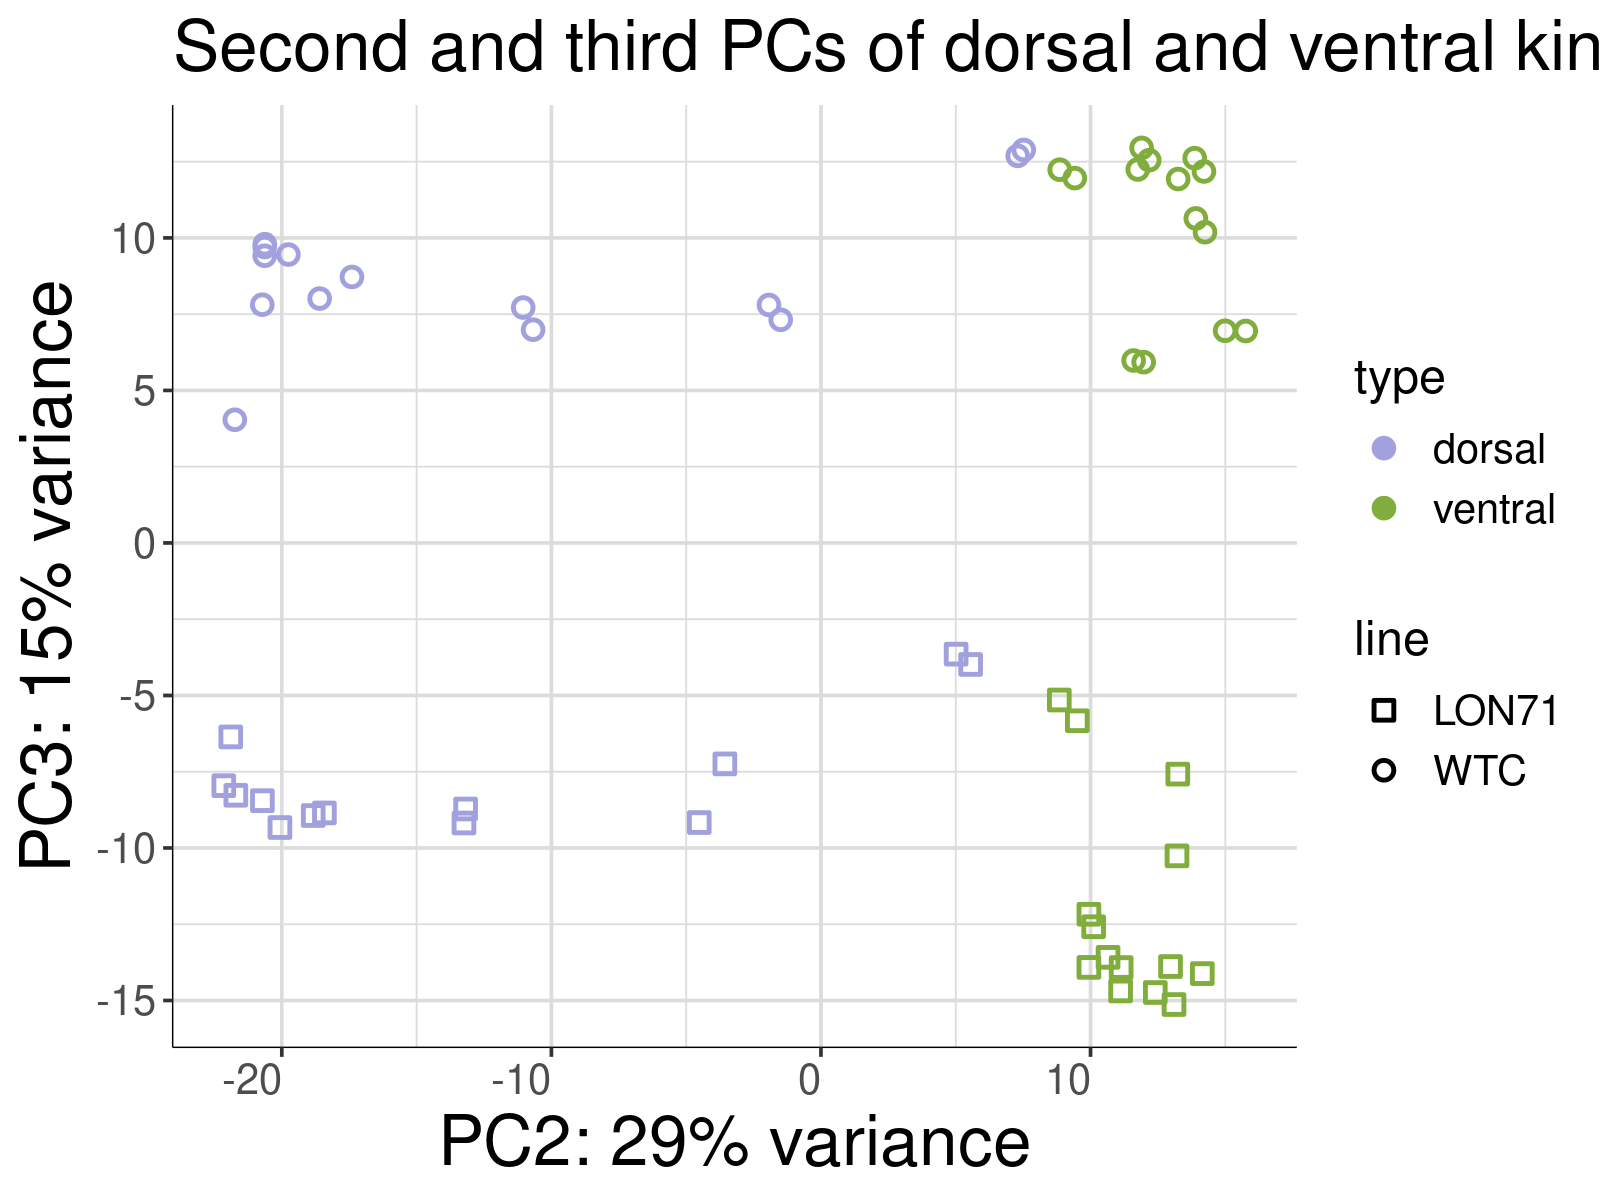 Second and third PCs of dorsal and ventral kin
PC3: 15% variance
10
5
0
-5
-10
-15
-20
-10
0
10
PC2: 29% variance
type
dorsal
ventral
line
LON71
WTC